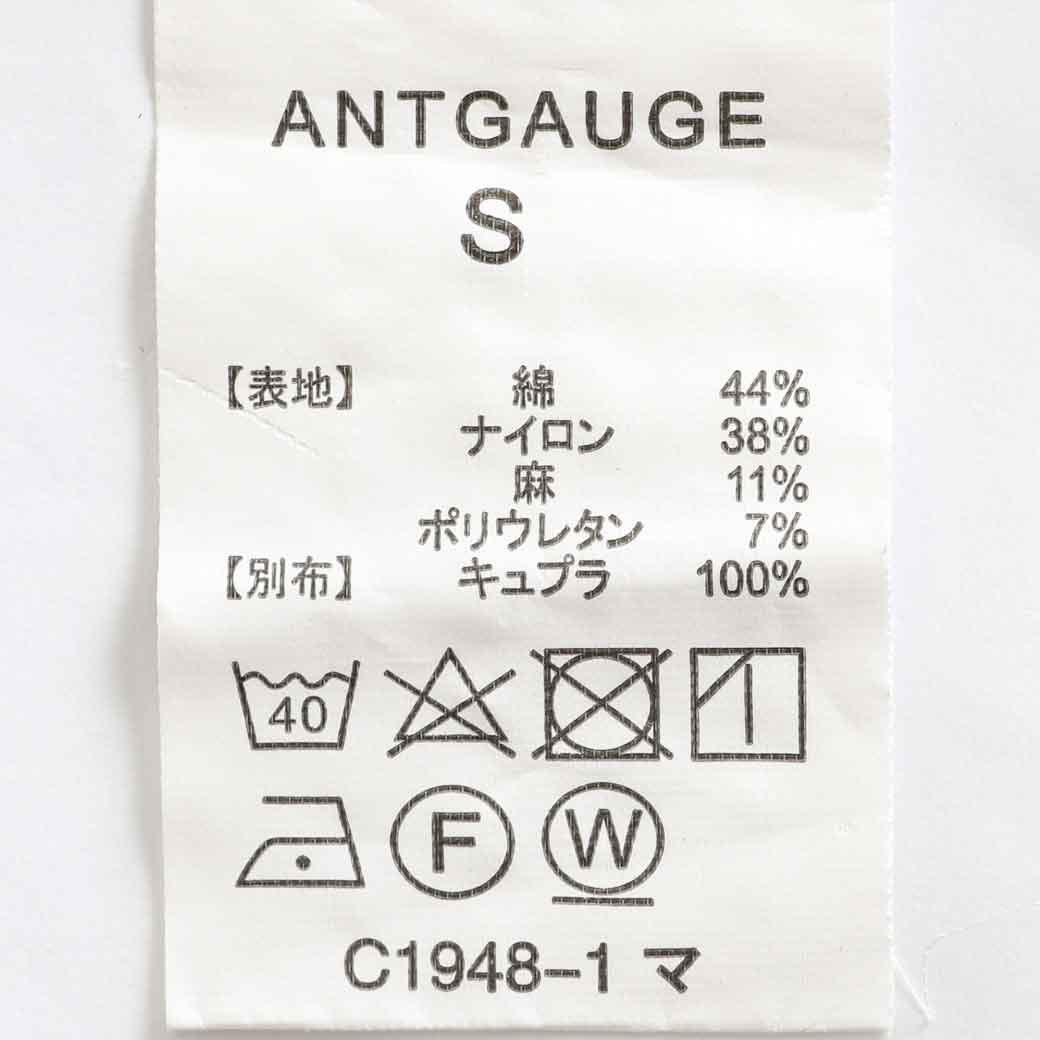 ANTGAUGE
S
【表地】 綿 44%
ナイロン 38%
麻 11%
ポリウレタン 7%
【別布】 キュプラ 100%
40
F W
C1948-1 マ